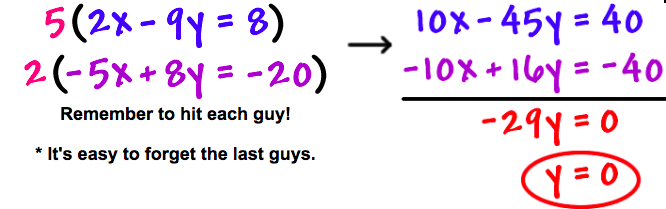 5(2x - 9y = 8)
2(-5x + 8y = -20)
Remember to hit each guy!
* It's easy to forget the last guys.
→
10x - 45y = 40
-10x + 16y = -40
-29y = 0
y = 0